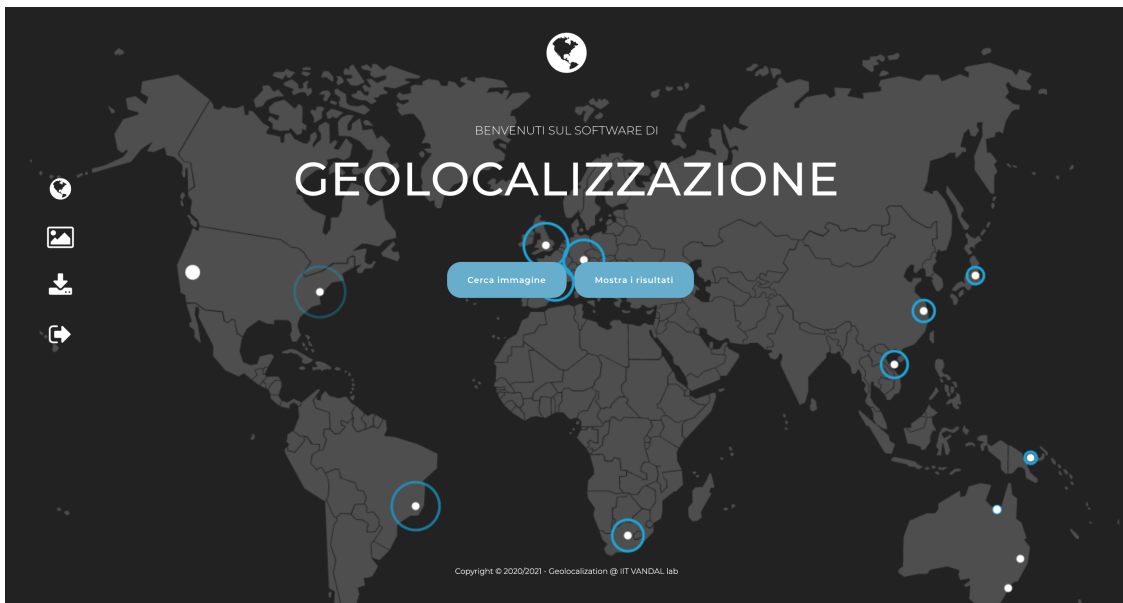 BENVENUTI SUL SOFTWARE DI
GEOLOCALIZZAZIONE
Cerca immagine
Mostra i risultati
Copyright © 2020/2021 - Geolocalization @ IIT VANDAL lab